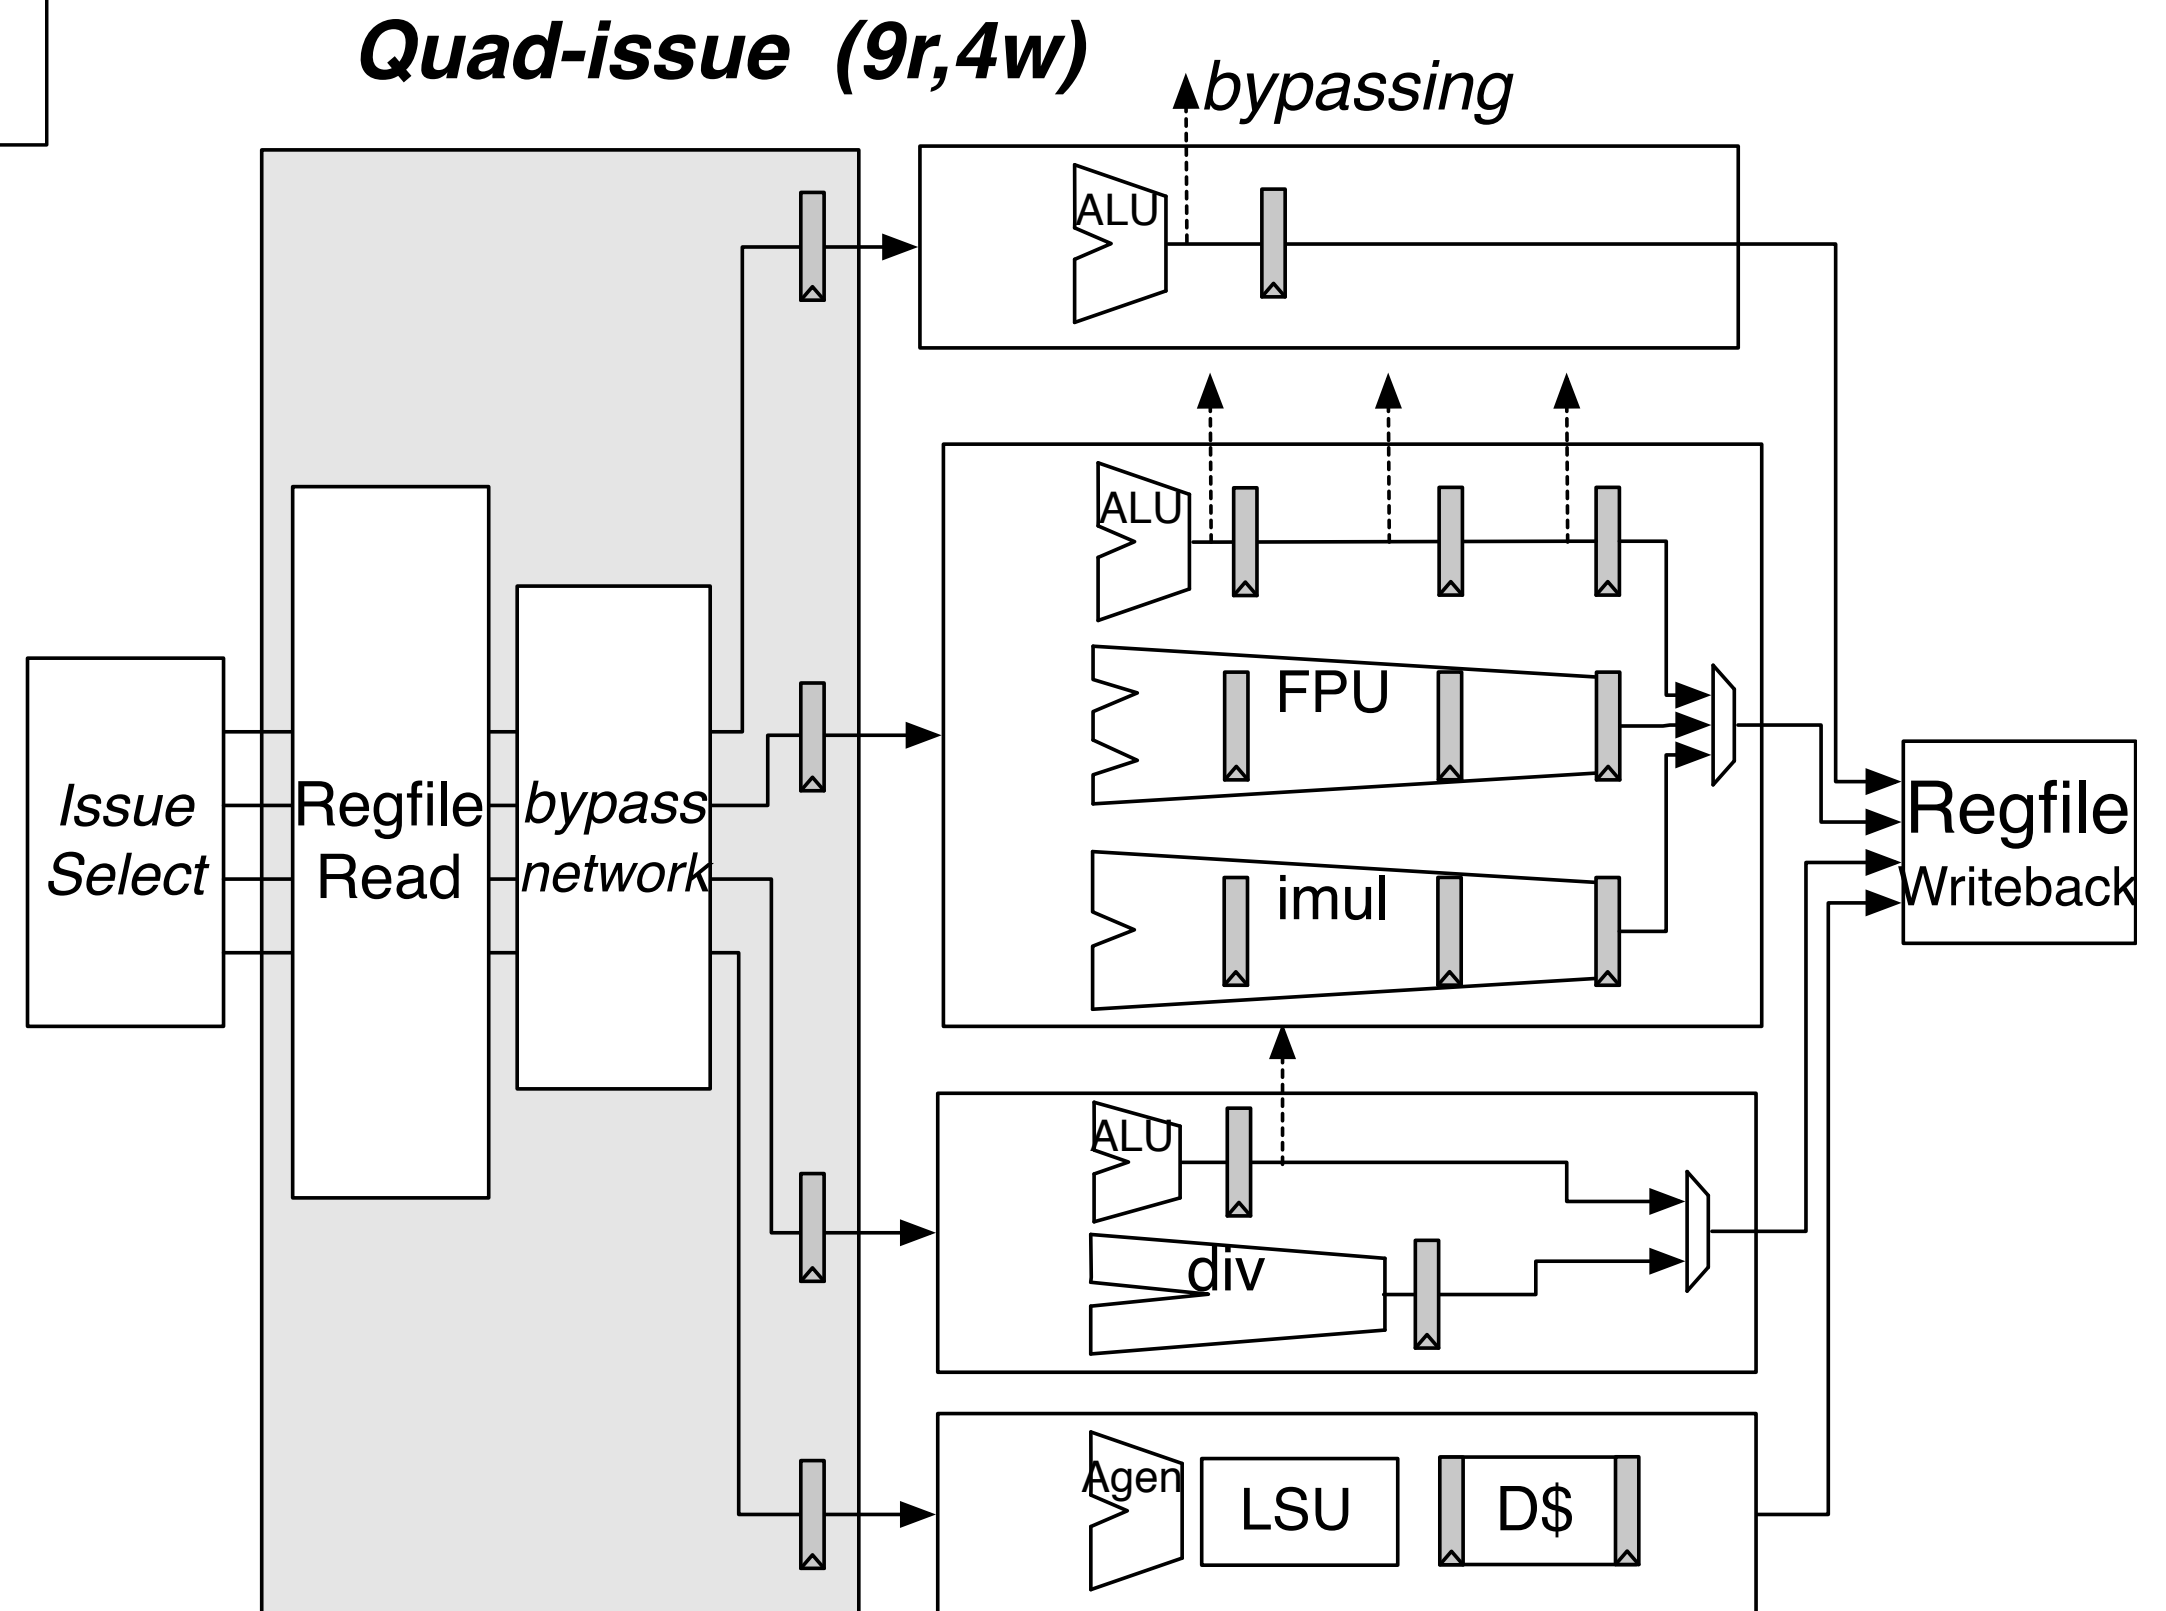 Quad-issue (9r,4w)
bypassing
ALU
ALU
FPU
imul
Issue
Select
Regfile
Read
bypass
network
Regfile
Writeback
ALU
div
Agen
LSU
D$